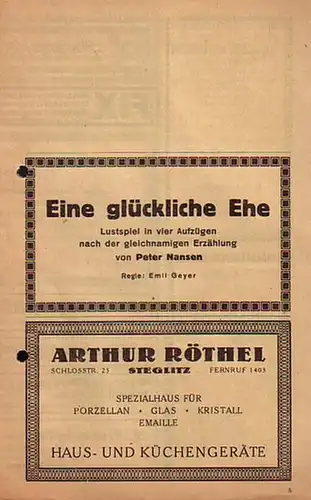 Eine glückliche Ehe
Lustspiel in vier Aufzügen
nach der gleichnamigen Erzählung
von Peter Nansen
Regie: Emil Geyer
ARTHUR RÖTHEL
SCHLOSSTR. 25 STEGLITZ FERNRUF 1403
SPEZIALHAUS FÜR
PORZELLAN • GLAS • KRISTALL
EMAILLE
HAUS- UND KÜCHENGERÄTE